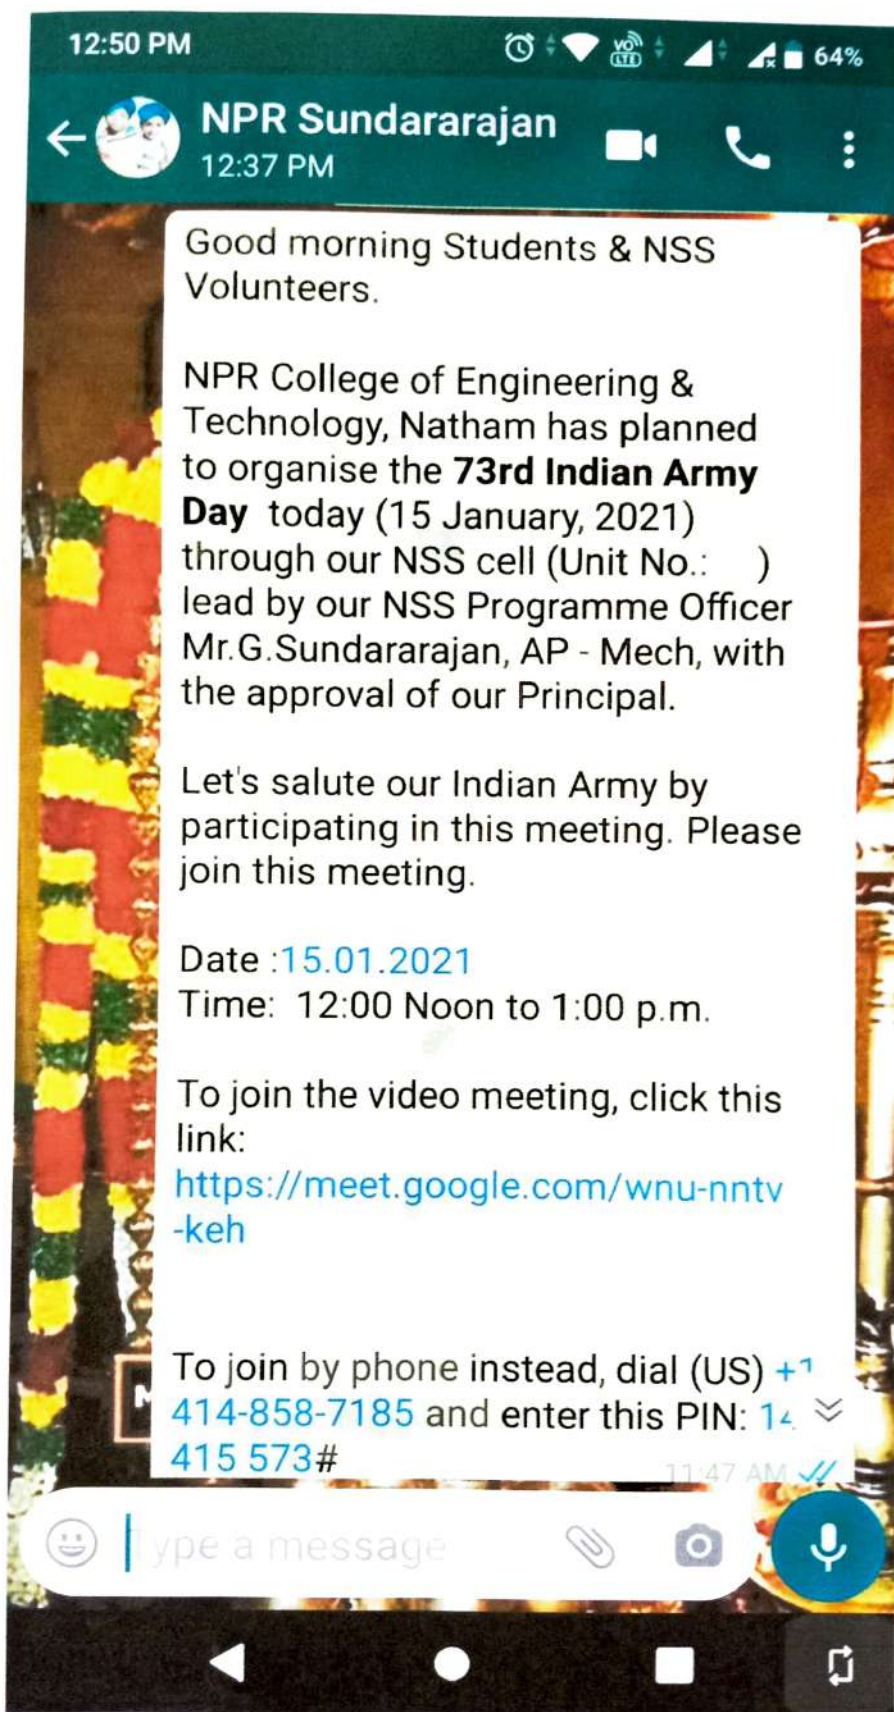 12:50 PM
VO LTE
64%
NPR Sundararajan
12:37 PM
Good morning Students & NSS
Volunteers.
NPR College of Engineering &
Technology, Natham has planned
to organise the 73rd Indian Army
Day today (15 January, 2021)
through our NSS cell (Unit No.: )
lead by our NSS Programme Officer
Mr.G.Sundararajan, AP - Mech, with
the approval of our Principal.
Let's salute our Indian Army by
participating in this meeting. Please
join this meeting.
Date :15.01.2021
Time: 12:00 Noon to 1:00 p.m.
To join the video meeting, click this
link:
https://meet.google.com/wnu-nntv
-keh
To join by phone instead, dial (US) +1
414-858-7185 and enter this PIN:
415 573#
11:47 AM
Type a message